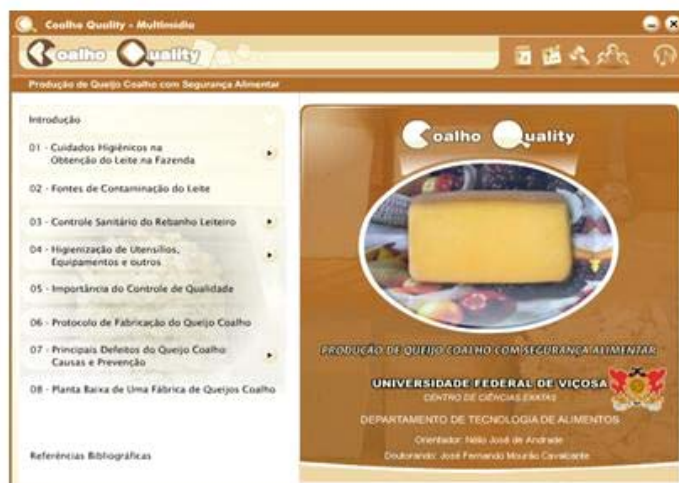 Coalho Quality - Multimídia
Coalho Quality
Produção de Queijo Coalho com Segurança Alimentar
Introdução
01 - Cuidados Higiênicos na
Obtenção do Leite na Fazenda
02 - Fontes de Contaminação do Leite
03 - Controle Sanitário do Rebanho Leiteiro
04 - Higienização de Utensílios,
Equipamentos e outros
05 - Importância do Controle de Qualidade
06 - Protocolo de Fabricação do Queijo Coalho
07 - Principais Defeitos do Queijo Coalho:
Causas e Prevenção
08 - Planta Baixa de Uma Fábrica de Queijos Coalho
Referências Bibliográficas
Coalho Quality
PRODUÇÃO DE QUEIJO COALHO COM SEGURANÇA ALIMENTAR
UNIVERSIDADE FEDERAL DE VIÇOSA
CENTRO DE CIÊNCIAS EXATAS
DEPARTAMENTO DE TECNOLOGIA DE ALIMENTOS
Orientador: Nélio José de Andrade
Doutorando: José Fernando Mourão Cavalcante